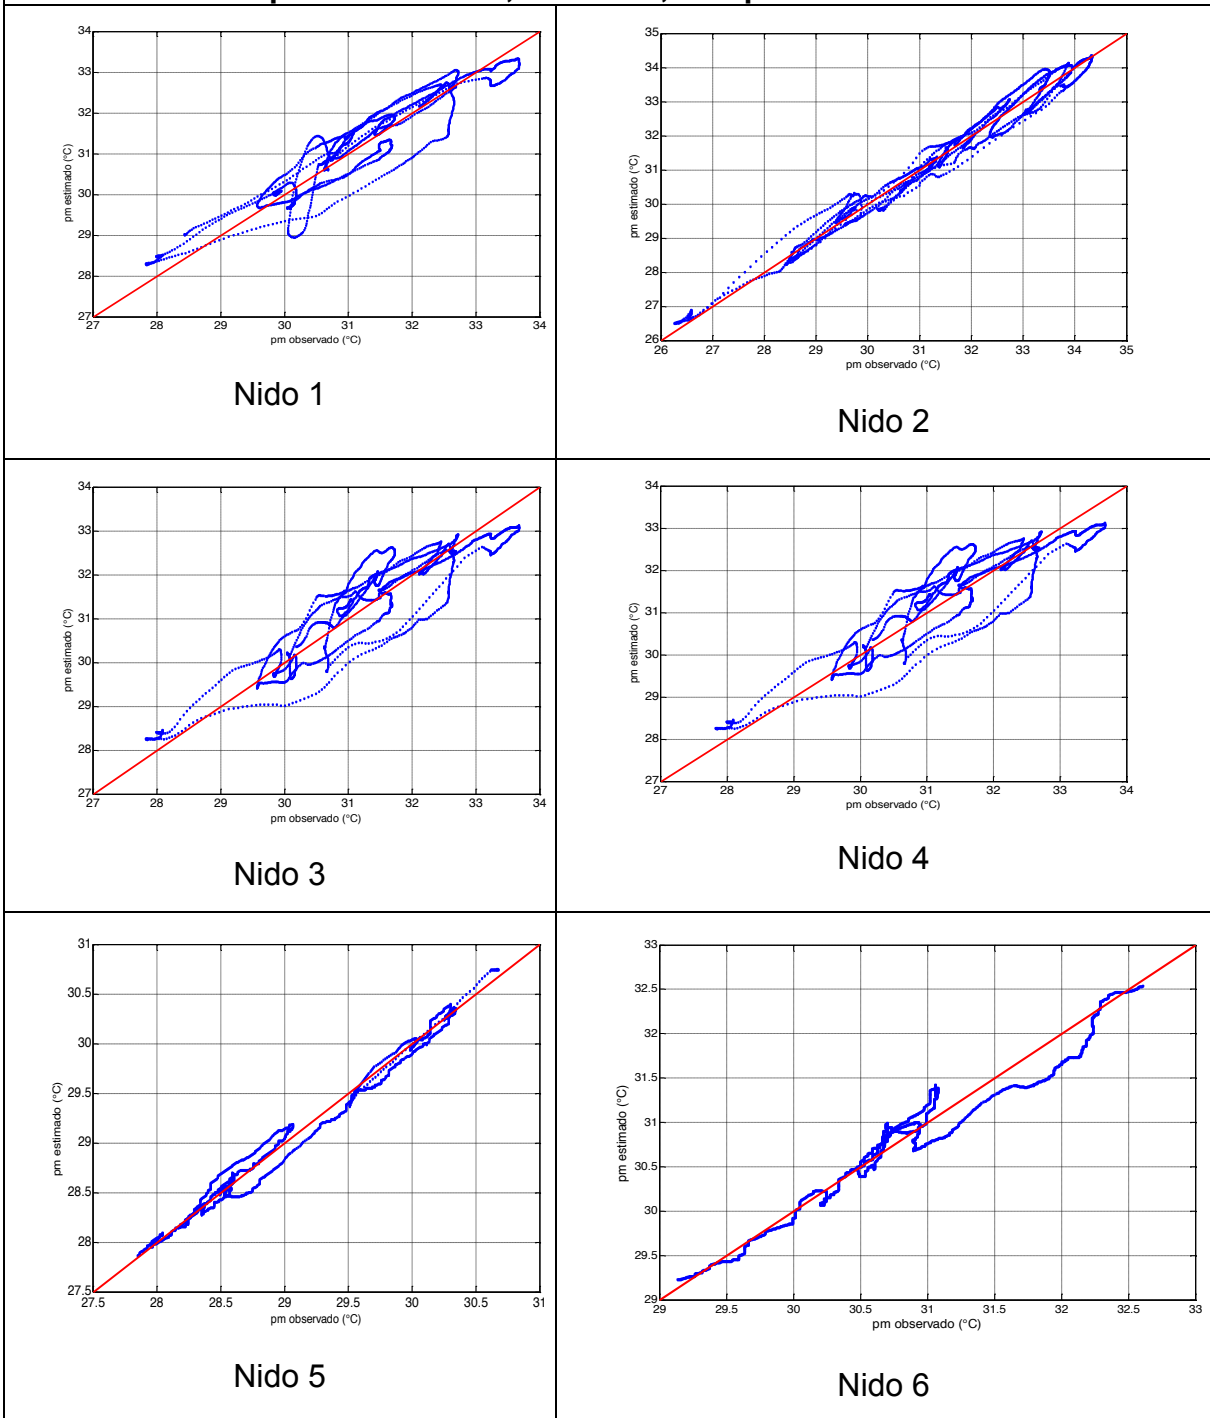 34
33
32
31
30
29
28
27
27 28 29 30 31 32 33 34
pm estimado (°C)
pm observado (°C)
Nido 1
35
34
33
32
31
30
29
28
27
26
26 27 28 29 30 31 32 33 34 35
pm estimado (°C)
pm observado (°C)
Nido 2
34
33
32
31
30
29
28
27
27 28 29 30 31 32 33 34
pm estimado (°C)
pm observado (°C)
Nido 3
34
33
32
31
30
29
28
27
27 28 29 30 31 32 33 34
pm estimado (°C)
pm observado (°C)
Nido 4
31
30.5
30
29.5
29
28.5
28
27.5
27.5 28 28.5 29 29.5 30 30.5 31
pm estimado (°C)
pm observado (°C)
Nido 5
33
32.5
32
31.5
31
30.5
30
29.5
29
29 29.5 30 30.5 31 31.5 32 32.5 33
pm estimado (°C)
pm observado (°C)
Nido 6